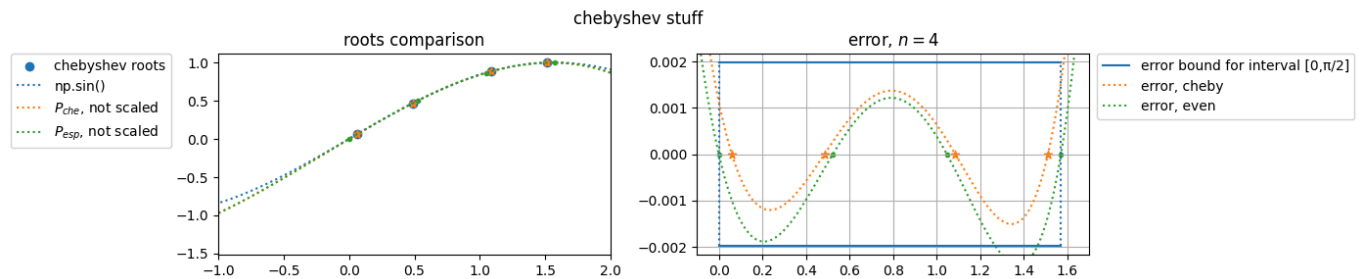 chebyshev stuff
roots comparison
chebyshev roots
np.sin()
P_che, not scaled
P_esp, not scaled
1.0
0.5
0.0
−0.5
−1.0
−1.5
−1.0 −0.5 0.0 0.5 1.0 1.5 2.0
error, n = 4
0.002
0.001
0.000
−0.001
−0.002
0.0 0.2 0.4 0.6 0.8 1.0 1.2 1.4 1.6
error bound for interval [0,π/2]
error, cheby
error, even